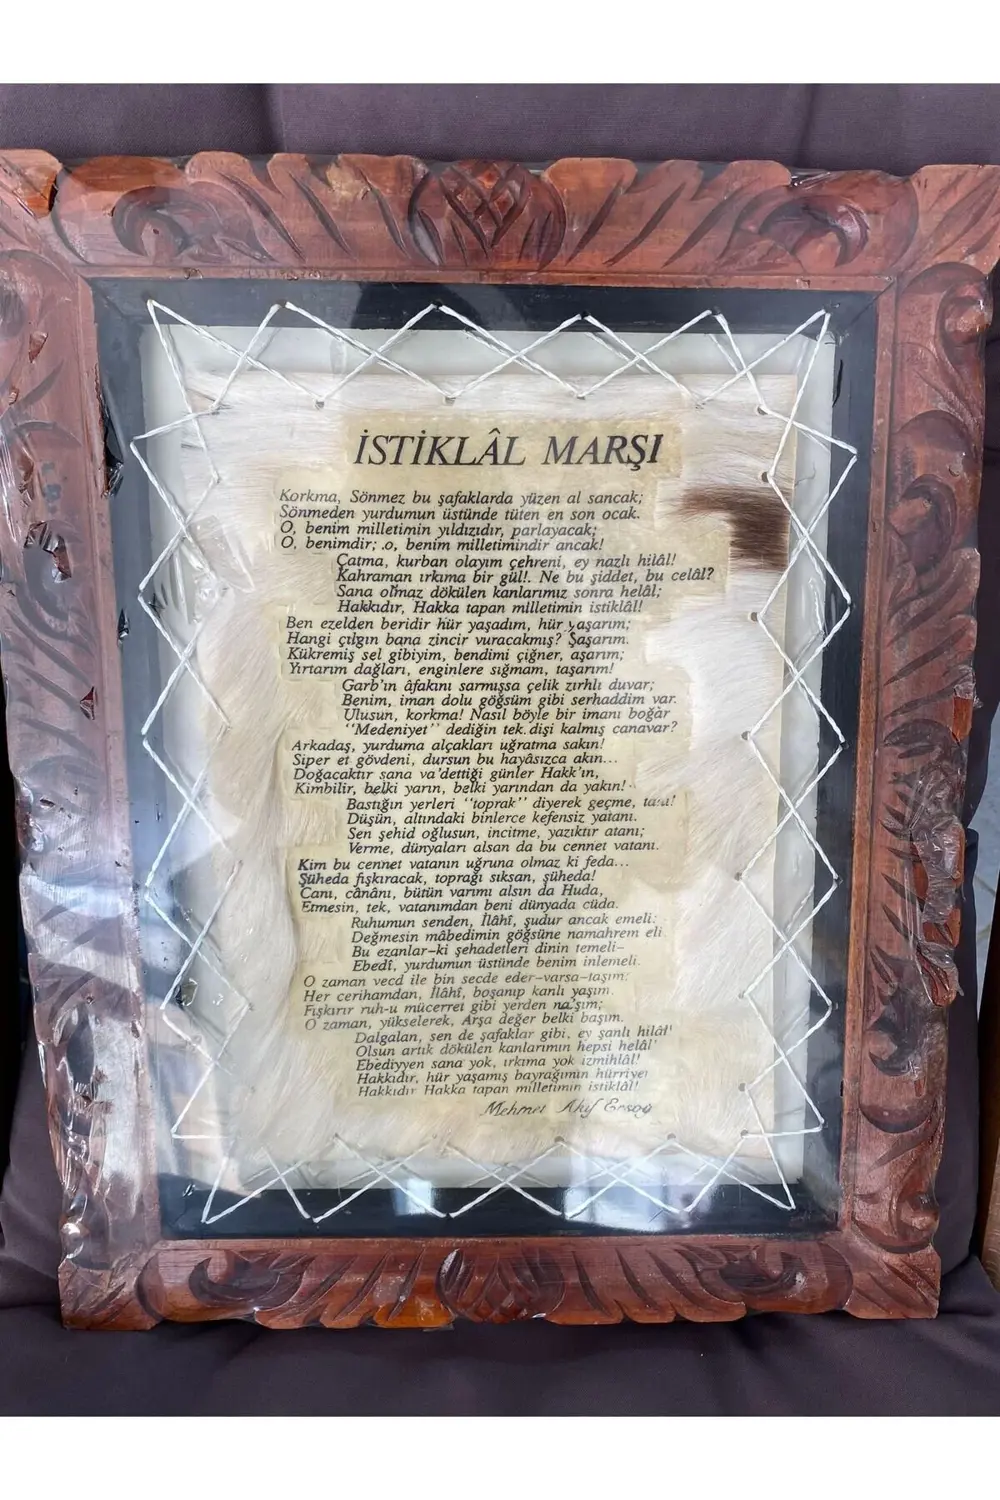 İSTİKLÂL MARŞI
Korkma, Sönmez bu şafaklarda yüzen al sancak;
Sönmeden yurdumun üstünde tüten en son ocak.
O, benim milletimin yıldızıdır, parlayacak;
O, benimdir; .o, benim milletimindir ancak!
Çatma, kurban olayım çehreni, ey nazlı hilâl!
Kahraman ırkıma bir gül!. Ne bu şiddet, bu celâl?
Sana olmaz dökülen kanlarımız sonra helâl;
Hakkıdır, Hakka tapan milletimin istiklâl!
Ben ezelden beridir hür yaşadım, hür yaşarım;
Hangi çılgın bana zincir vuracakmış? Şaşarım.
Kükremiş sel gibiyim, bendimi çiğner, aşarım;
Yırtarım dağları, enginlere sığmam, taşarım!
Garb'ın âfakını sarmışsa çelik zırhlı duvar;
Benim, iman dolu göğsüm gibi serhaddim var.
Ulusun, korkma! Nasıl böyle bir imanı boğar
"Medeniyet" dediğin tek dişi kalmış canavar?
Arkadaş, yurduma alçakları uğratma sakın!
Siper et gövdeni, dursun bu hayâsızca akın...
Doğacaktır sana va'dettiği günler Hakk'ın,
Kimbilir, belki yarın, belki yarından da yakın!
Bastığın yerleri "toprak" diyerek geçme, tanı!
Düşün, altındaki binlerce kefensiz yatanı.
Sen şehid oğlusun, incitme, yazıktır atanı;
Verme, dünyaları alsan da bu cennet vatanı.
Kim bu cennet vatanın uğruna olmaz ki feda...
Şüheda fışkıracak, toprağı sıksan, şüheda!
Canı, cânânı, bütün varımı alsın da Huda,
Etmesin, tek, vatanımdan beni dünyada cüda.
Ruhumun senden, İlâhî, şudur ancak emeli:
Değmesin mâbedimin göğsüne namahrem eli.
Bu ezanlar-ki şehadetleri dinin temeli-
Ebedî, yurdumun üstünde benim inlemeli.
O zaman vecd ile bin secde eder-varsa-taşım.
Her cerihamdan, İlâhî, boşanıp kanlı yaşım.
Fışkırır ruh-u mücerret gibi yerden na'şım;
O zaman, yükselerek, Arşa değer belki başım.
Dalgalan, sen de şafaklar gibi, ey şanlı hilâl!
Olsun artık dökülen kanlarımın hepsi helâl
Ebediyyen sana yok, ırkıma yok izmihlâl!
Hakkıdır, hür yaşamış bayrağımın hürriyet
Hakkıdır Hakka tapan milletimin istiklâl!
Mehmet Akif Ersoy